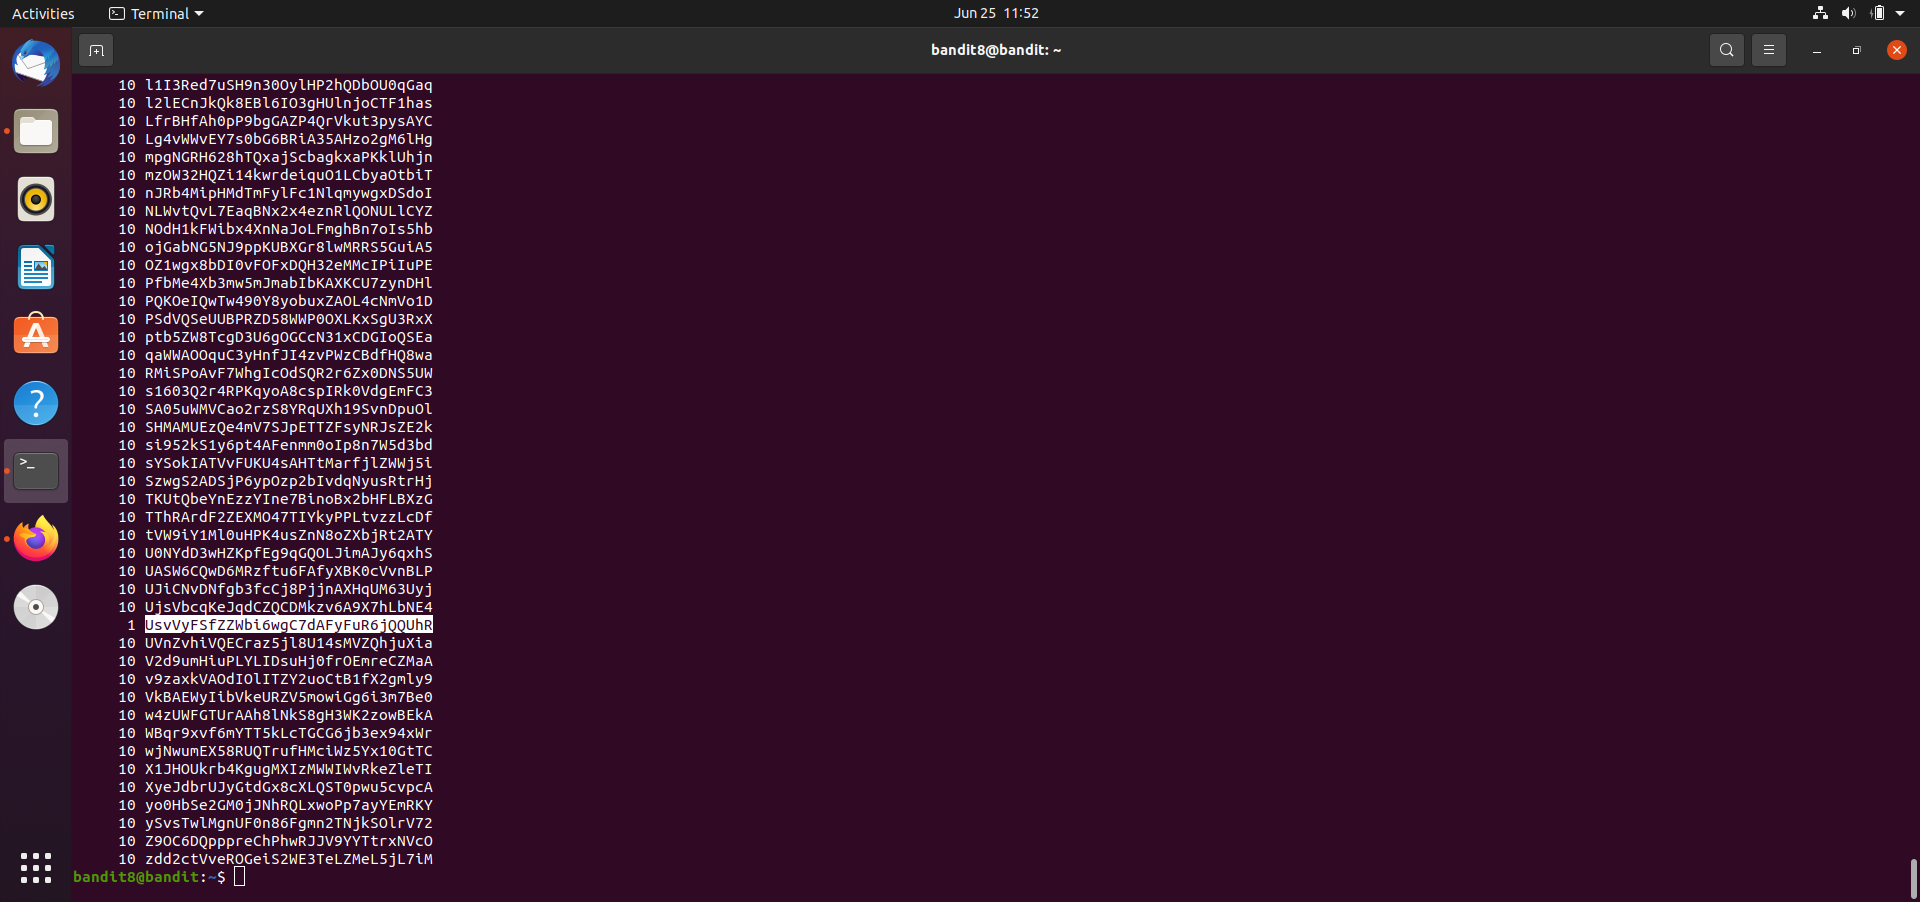 Activities Terminal Jun 25 11:52
bandit8@bandit: ~
10 l1I3Red7uSH9n30OylHP2hQDbOU0qGaq
10 l2lECnJkQk8EBl6IO3gHUlnjoCTF1has
10 LfrBHfAh0pP9bgGAZP4QrVkut3pysAYC
10 Lg4vWWvEY7s0bG6BRiA35AHzo2gM6lHg
10 mpgNGRH628hTQxajScbagkxaPKklUhjn
10 mzOW32HQZi14kwrdeiquO1LCbyaOtbiT
10 nJRb4MipHMdTmFylFc1NlqmywgxDSdoI
10 NLWvtQvL7EaqBNx2x4eznRlQONULlCYZ
10 NOdH1kFWibx4XnNaJoLFmghBn7oIs5hb
10 ojGabNG5NJ9ppKUBXGr8lwMRRS5GuiA5
10 OZ1wgx8bDI0vFOFxDQH32eMMcIPiIuPE
10 PfbMe4Xb3mw5mJmabIbKAXKCU7zynDHl
10 PQKOeIQwTw490Y8yobuxZAOL4cNmVo1D
10 PSdVQSeUUBPRZD58WWP0OXLKxSgU3RxX
10 ptb5ZW8TcgD3U6gOGCcN31xCDGIoQSEa
10 qaWWAOOquC3yHnfJI4zvPWzCBdfHQ8wa
10 RMiSPoAvF7WhgIcOdSQR2r6Zx0DNS5UW
10 s1603Q2r4RPKqyoA8cspIRk0VdgEmFC3
10 SA05uWMVCao2rzS8YRqUXh19SvnDpuOl
10 SHMAMUEzQe4mV7SJpETTZFsyNRJsZE2k
10 si952kS1y6pt4AFenmm0oIp8n7W5d3bd
10 sYSokIATVvFUKU4sAHTtMarfjlZWWj5i
10 SzwgS2ADSjP6ypOzp2bIvdqNyusRtrHj
10 TKUtQbeYnEzzYIne7BinoBx2bHFLBXzG
10 TThRArdF2ZEXMO47TIYkyPPLtvzzLcDf
10 tVW9iY1Ml0uHPK4usZnN8oZXbjRt2ATY
10 U0NYdD3wHZKpfEg9qGQOLJimAJy6qxhS
10 UASW6CQwD6MRzftu6FAfyXBK0cVvnBLP
10 UJiCNvDNfgb3fcCj8PjjnAXHqUM63Uyj
10 UjsVbcqKeJqdCZQCDMkzv6A9X7hLbNE4
1 UsvVyFSfZZWbi6wgC7dAFyFuR6jQQUhR
10 UVnZvhiVQECraz5jl8U14sMVZQhjuXia
10 V2d9umHiuPLYLIDsuHj0frOEmreCZMaA
10 v9zaxkVAOdIOlITZY2uoCtB1fX2gmly9
10 VkBAEWyIibVkeURZV5mowiGg6i3m7Be0
10 w4zUWFGTUrAAh8lNkS8gH3WK2zowBEkA
10 WBqr9xvf6mYTT5kLcTGCG6jb3ex94xWr
10 wjNwumEX58RUQTrufHMciWz5Yx10GtTC
10 X1JHOUkrb4KgugMXIzMWWIWvRkeZleTI
10 XyeJdbrUJyGtdGx8cXLQST0pwu5cvpcA
10 yo0HbSe2GM0jJNhRQLxwoPp7ayYEmRKY
10 ySvsTwlMgnUF0n86Fgmn2TNjkSOlrV72
10 Z9OC6DQpppreChPhwRJJV9YYTtrxNVcO
10 zdd2ctVveROGeiS2WE3TeLZMeL5jL7iM
bandit8@bandit:~$